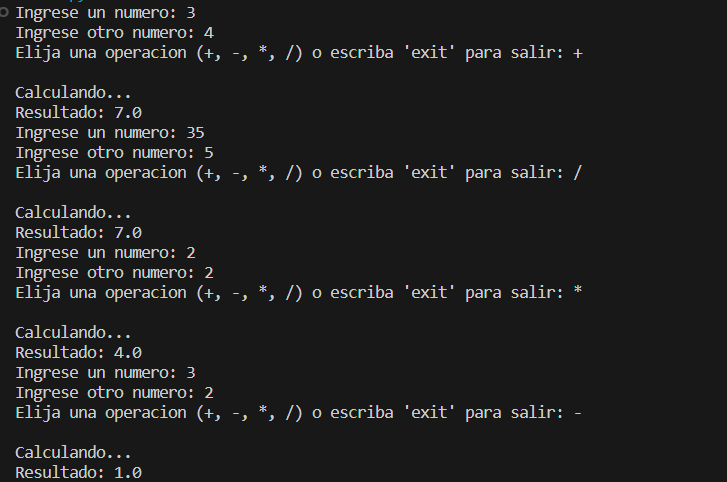 Ingrese un numero: 3
Ingrese otro numero: 4
Elija una operacion (+, -, *, /) o escriba 'exit' para salir: +
Calculando...
Resultado: 7.0
Ingrese un numero: 35
Ingrese otro numero: 5
Elija una operacion (+, -, *, /) o escriba 'exit' para salir: /
Calculando...
Resultado: 7.0
Ingrese un numero: 2
Ingrese otro numero: 2
Elija una operacion (+, -, *, /) o escriba 'exit' para salir: *
Calculando...
Resultado: 4.0
Ingrese un numero: 3
Ingrese otro numero: 2
Elija una operacion (+, -, *, /) o escriba 'exit' para salir: -
Calculando...
Resultado: 1.0